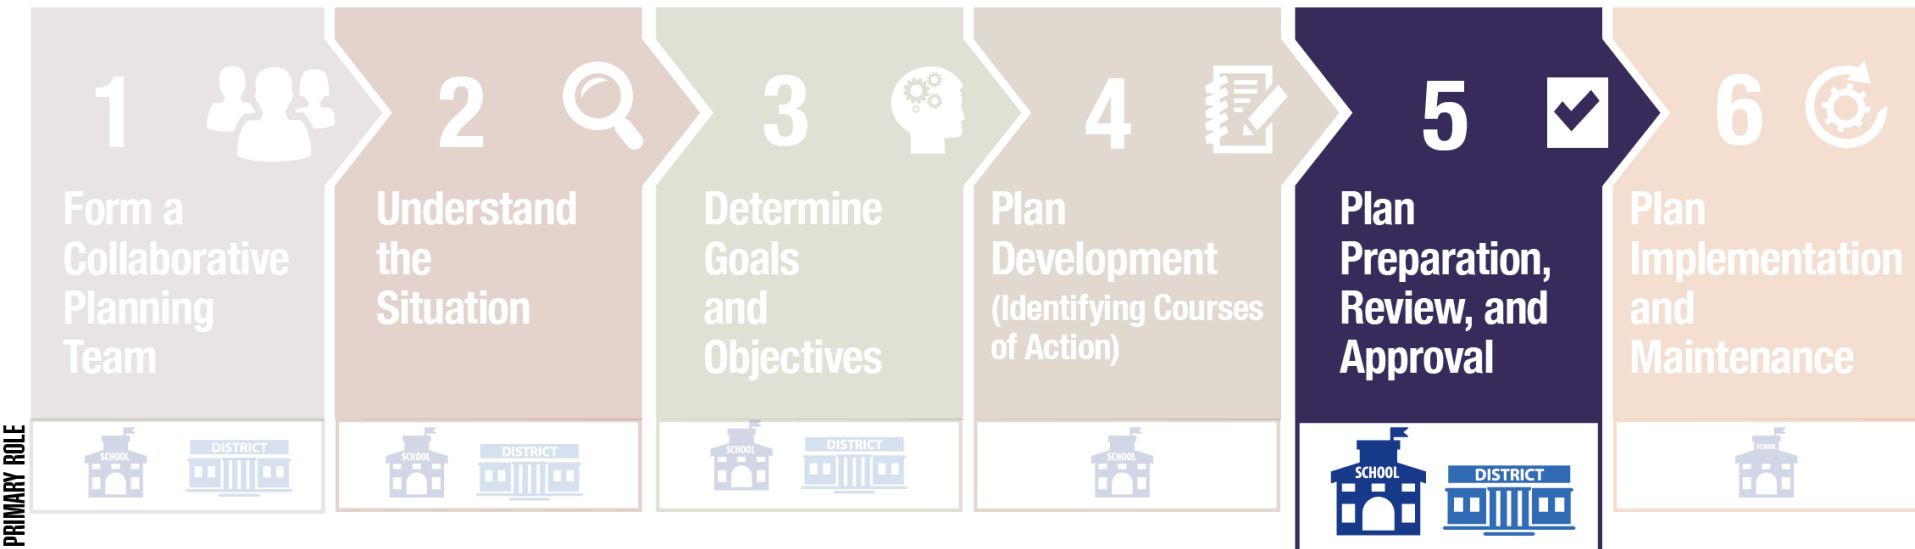 1
Form a
Collaborative
Planning
Team
SCHOOL
DISTRICT
2
Understand
the
Situation
SCHOOL
DISTRICT
3
Determine
Goals
and
Objectives
SCHOOL
DISTRICT
4
Plan
Development
(Identifying Courses
of Action)
SCHOOL
5
Plan
Preparation,
Review, and
Approval
SCHOOL
DISTRICT
6
Plan
Implementation
and
Maintenance
SCHOOL
PRIMARY ROLE